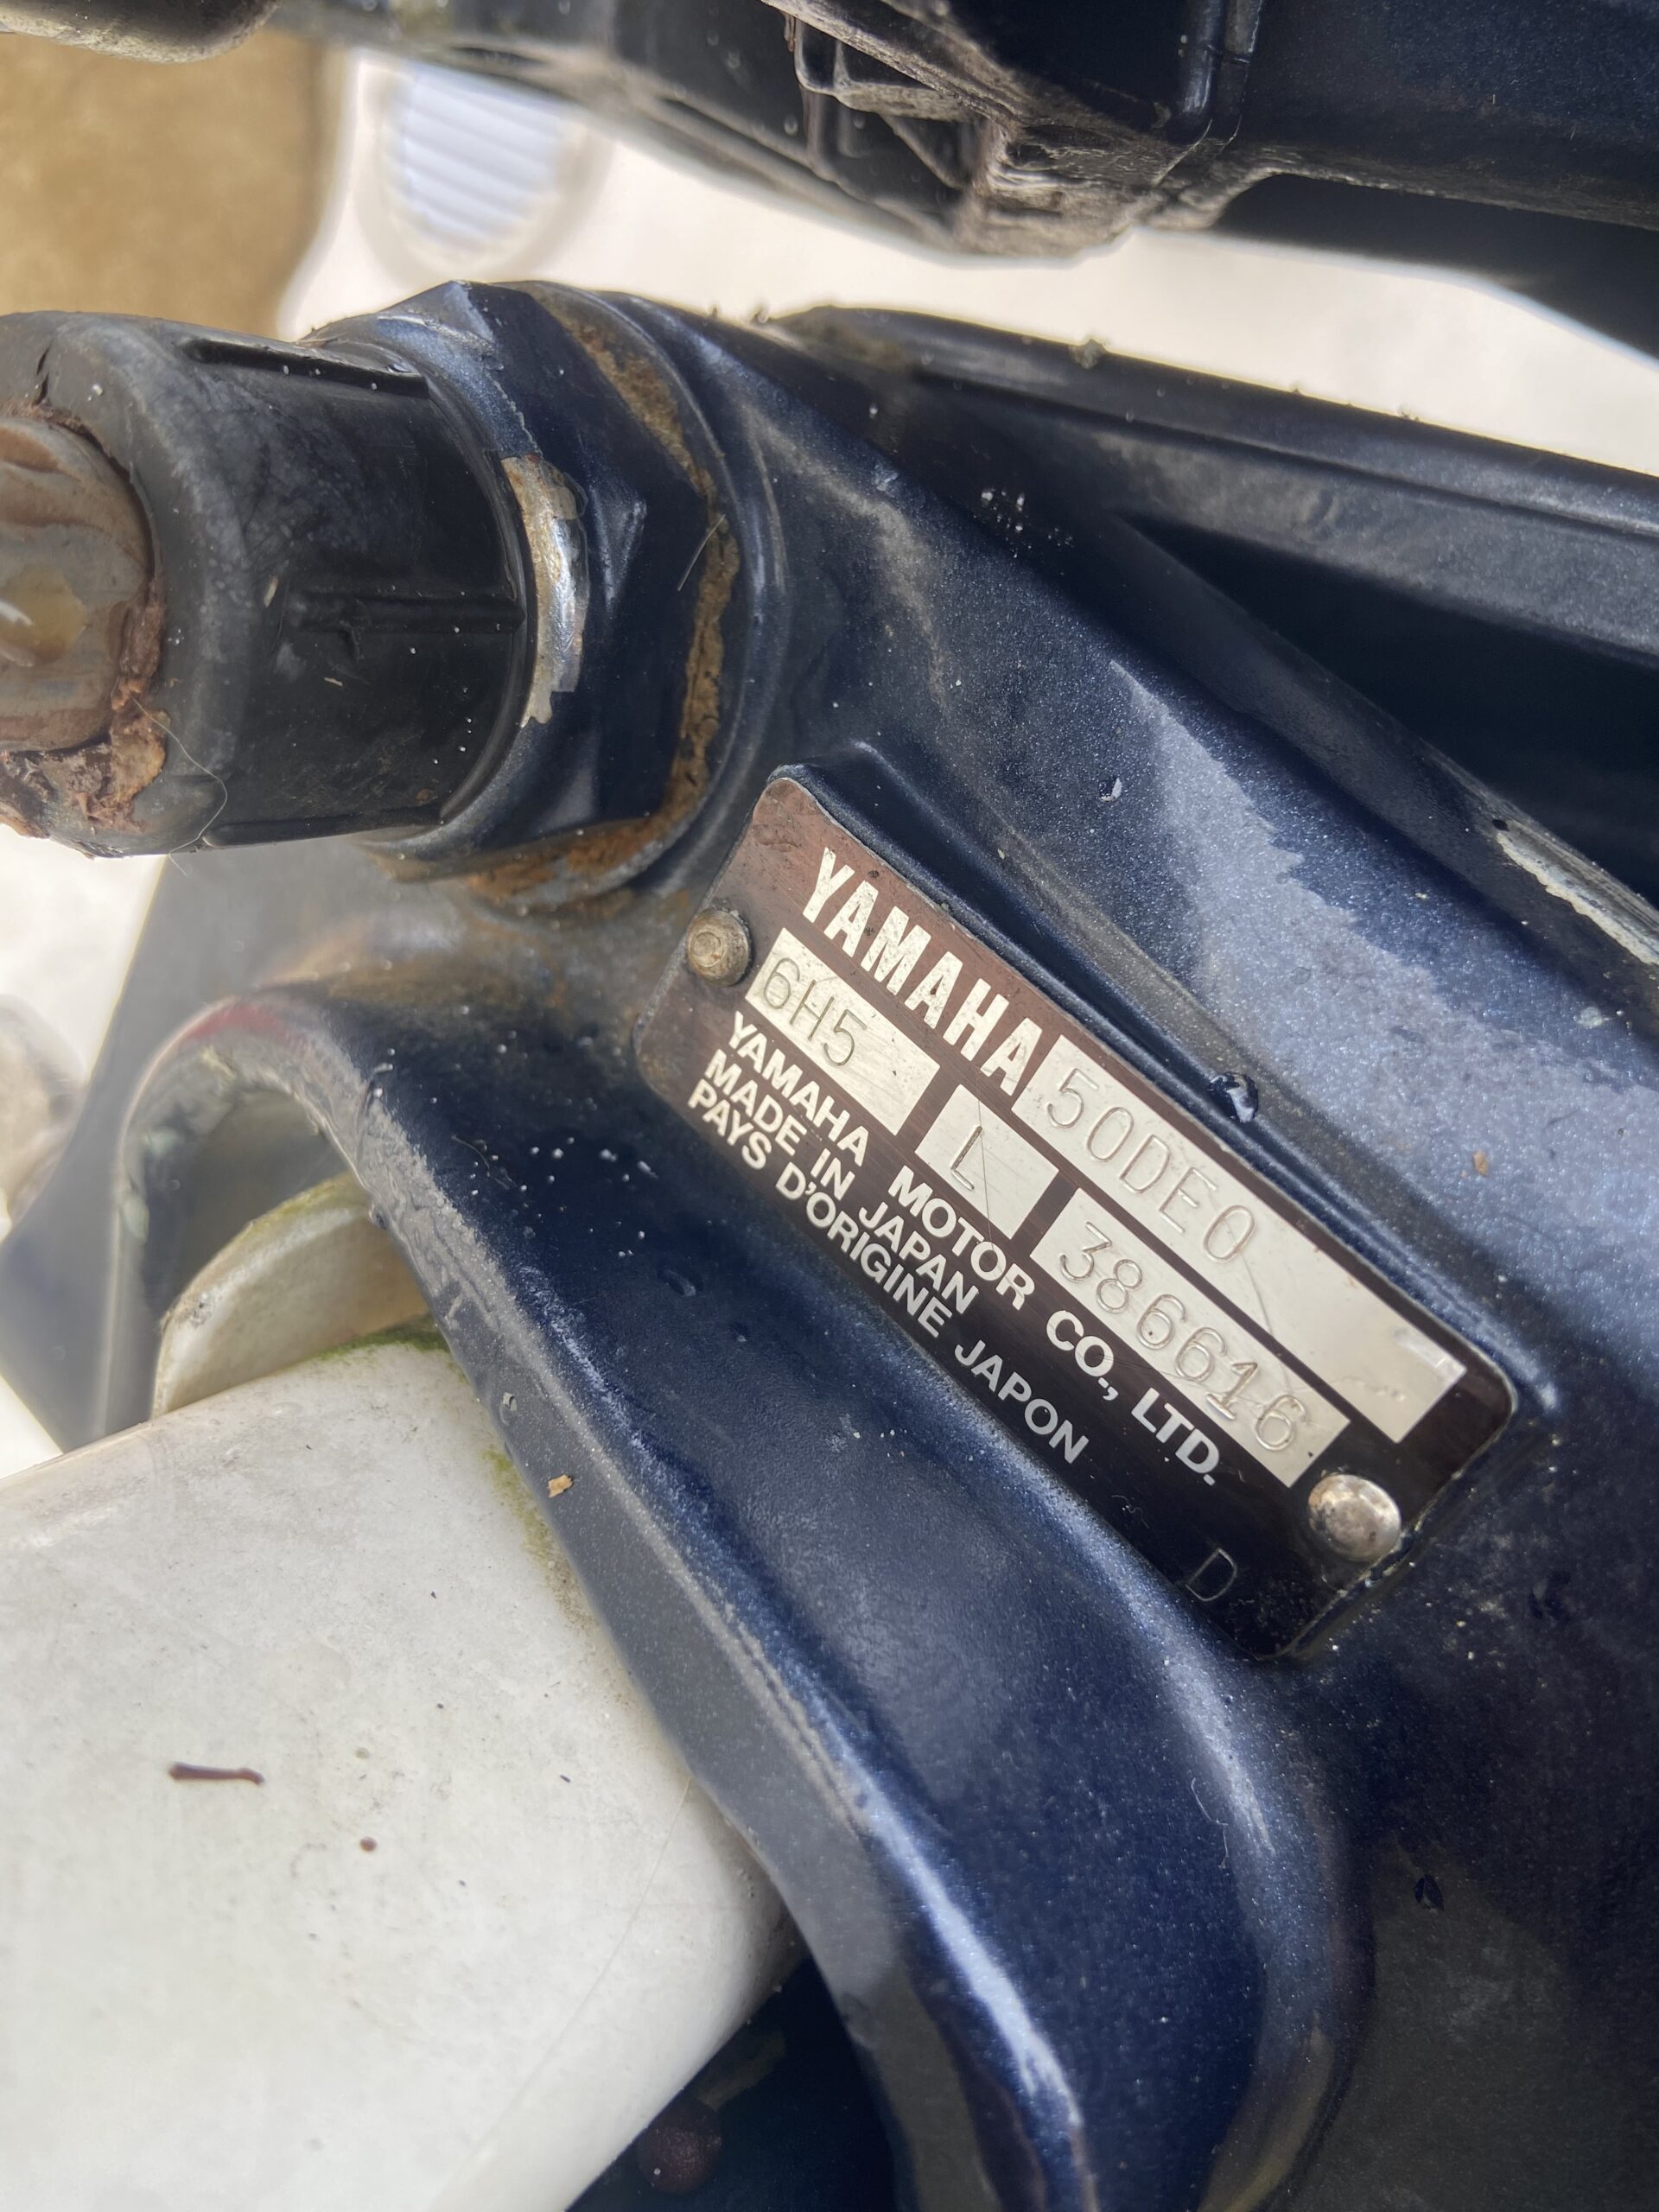 YAMAHA 50DEO
6H5 L 386616
YAMAHA MOTOR CO., LTD.
MADE IN JAPAN
PAYS D'ORIGINE JAPON
D